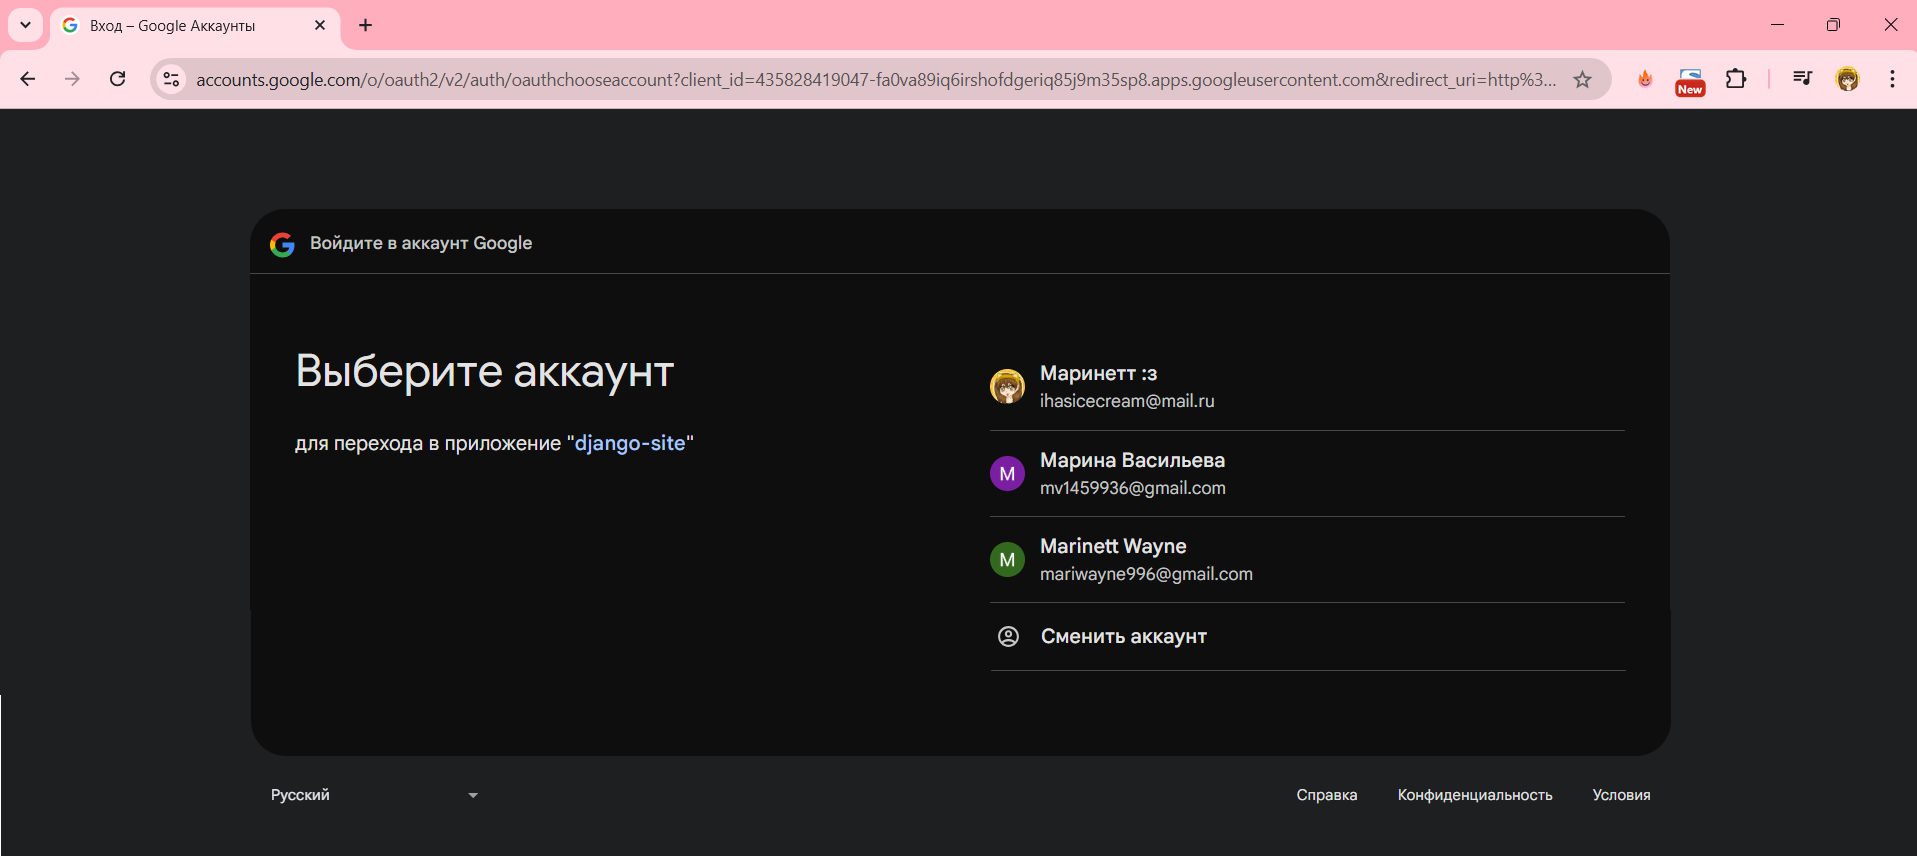 Вход – Google Аккаунты
accounts.google.com/o/oauth2/v2/auth/oauthchooseaccount?client_id=435828419047-fa0va89iq6irshofdgeriq85j9m35sp8.apps.googleusercontent.com&redirect_uri=http%3...
New
Войдите в аккаунт Google
Выберите аккаунт
для перехода в приложение "django-site"
Маринетт :з
ihasicecream@mail.ru
М
Марина Васильева
mv1459936@gmail.com
M
Marinett Wayne
mariwayne996@gmail.com
Сменить аккаунт
Русский
Справка
Конфиденциальность
Условия